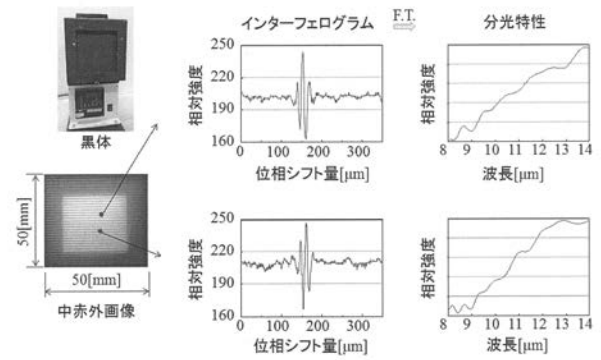 インターフェログラム
F.T.
分光特性
黒体
50[mm]
50[mm]
中赤外画像
相対強度
250
220
190
160
0
100
200
300
位相シフト量[μm]
相対強度
8 9 10 11 12 13 14
波長[μm]
相対強度
250
220
190
160
0
100
200
300
位相シフト量[μm]
相対強度
8 9 10 11 12 13 14
波長[μm]